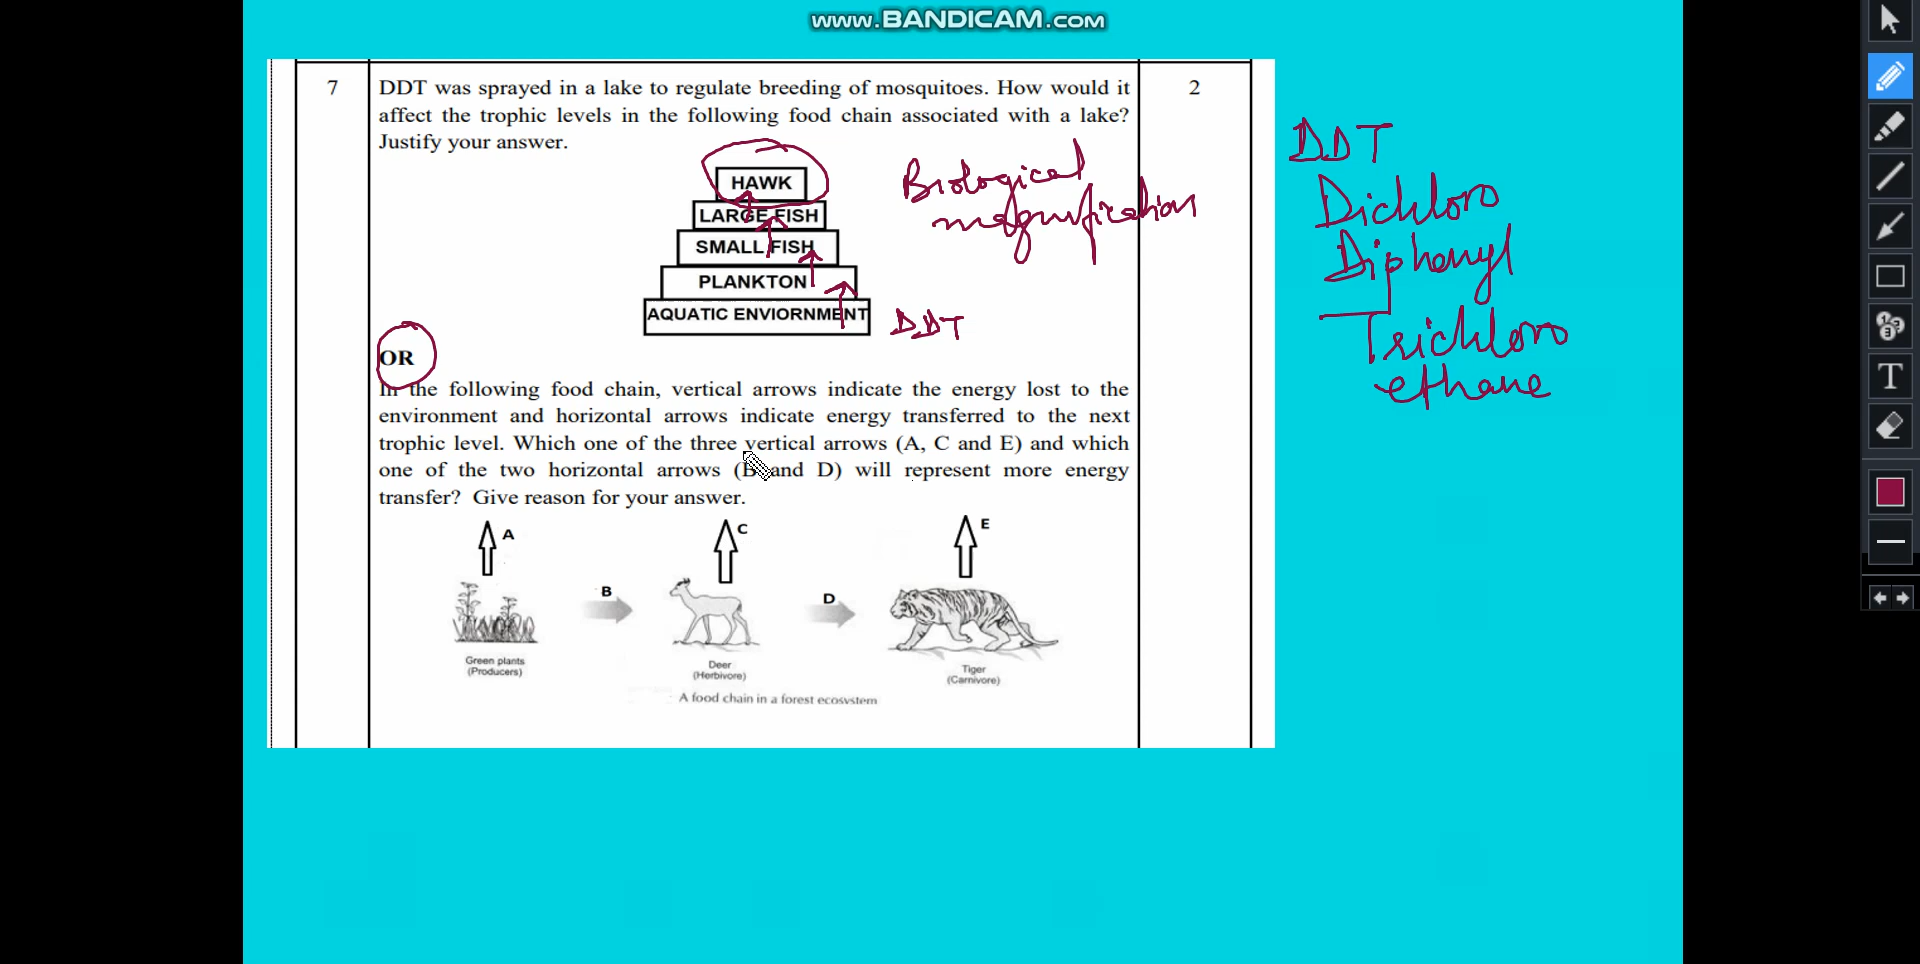 www.BANDICAM.COM
7
DDT was sprayed in a lake to regulate breeding of mosquitoes. How would it
affect the trophic levels in the following food chain associated with a lake?
Justify your answer.
2
HAWK
LARGE FISH
SMALL FISH
PLANKTON
AQUATIC ENVIORNMENT
Biological
magnification
DDT
DDT
Dichloro
Diphenyl
Trichloro
ethane
OR
In the following food chain, vertical arrows indicate the energy lost to the
environment and horizontal arrows indicate energy transferred to the next
trophic level. Which one of the three vertical arrows (A, C and E) and which
one of the two horizontal arrows (B and D) will represent more energy
transfer? Give reason for your answer.
A
C
E
B
D
Green plants
(Producers)
Deer
(Herbivore)
Tiger
(Carnivore)
A food chain in a forest ecosystem
T